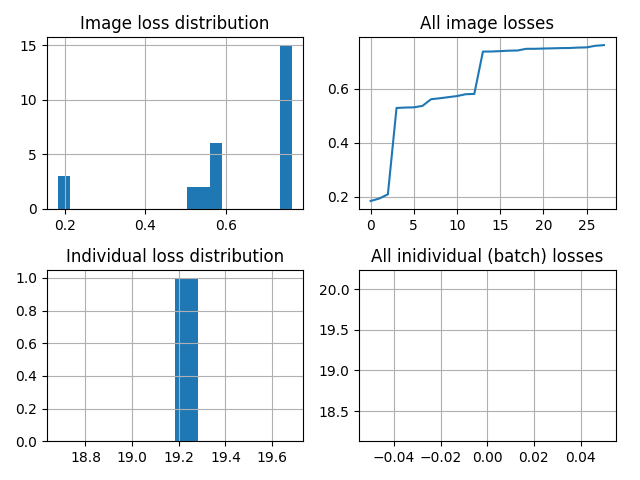 Image loss distribution
15
10
5
0
0.2 0.4 0.6
All image losses
0.6
0.4
0.2
0 5 10 15 20 25
Individual loss distribution
1.0
0.8
0.6
0.4
0.2
0.0
18.8 19.0 19.2 19.4 19.6
All inidividual (batch) losses
20.0
19.5
19.0
18.5
−0.04 −0.02 0.00 0.02 0.04